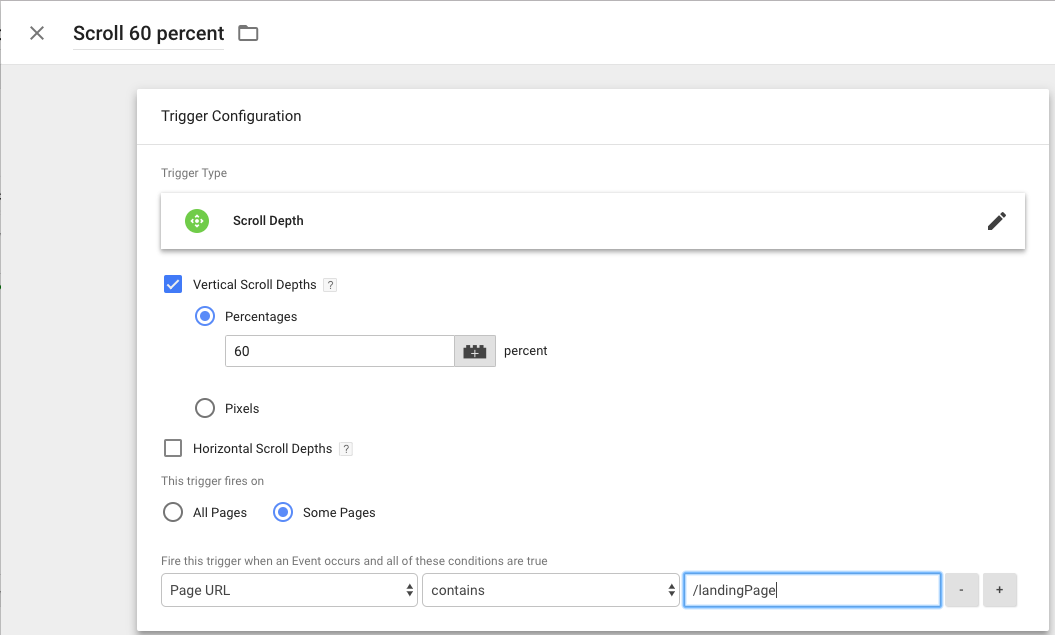 Scroll 60 percent
Trigger Configuration
Trigger Type
Scroll Depth
Vertical Scroll Depths ?
Percentages
60 percent
Pixels
Horizontal Scroll Depths ?
This trigger fires on
All Pages Some Pages
Fire this trigger when an Event occurs and all of these conditions are true
Page URL contains /landingPage - +